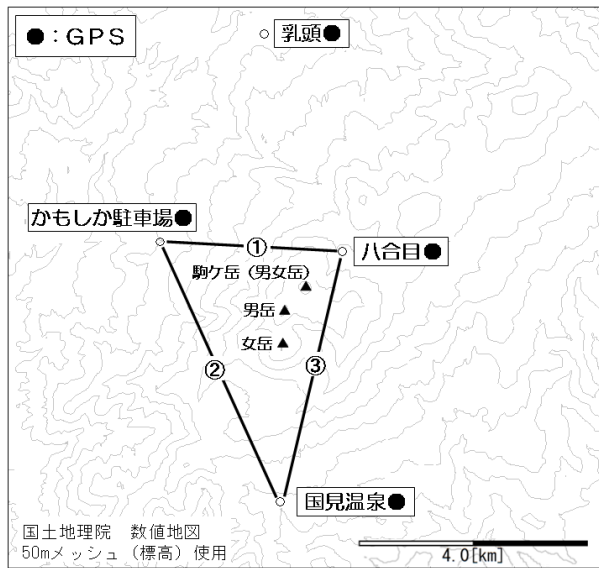 ●：ＧＰＳ
乳頭●
かもしか駐車場●
①
八合目●
駒ケ岳（男女岳）
▲
男岳▲
女岳▲
②
③
国見温泉●
国土地理院　数値地図
50mメッシュ（標高）使用
4.0[km]